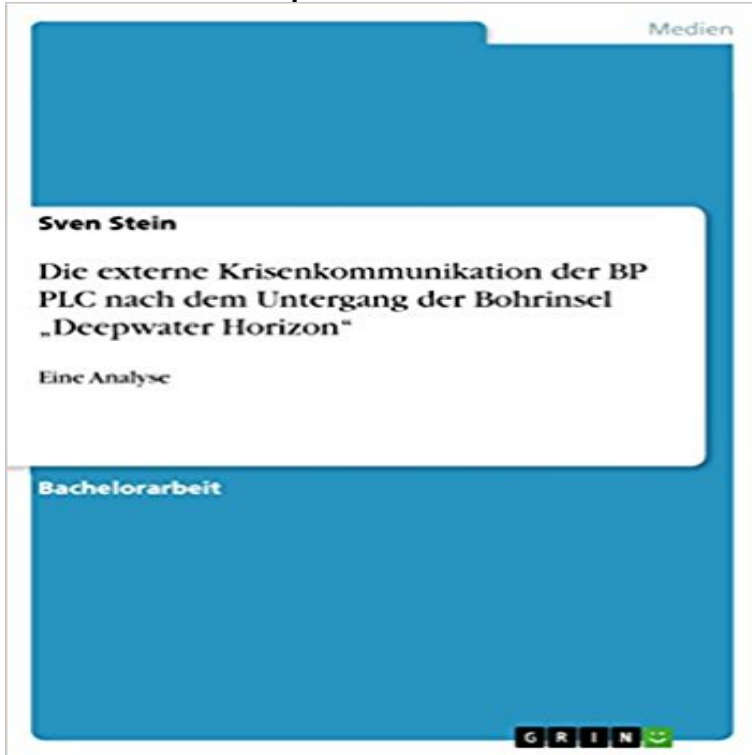 Medien
Sven Stein
Die externe Krisenkommunikation der BP
PLC nach dem Untergang der Bohrinsel
„Deepwater Horizon“
Eine Analyse
Bachelorarbeit
GRIN